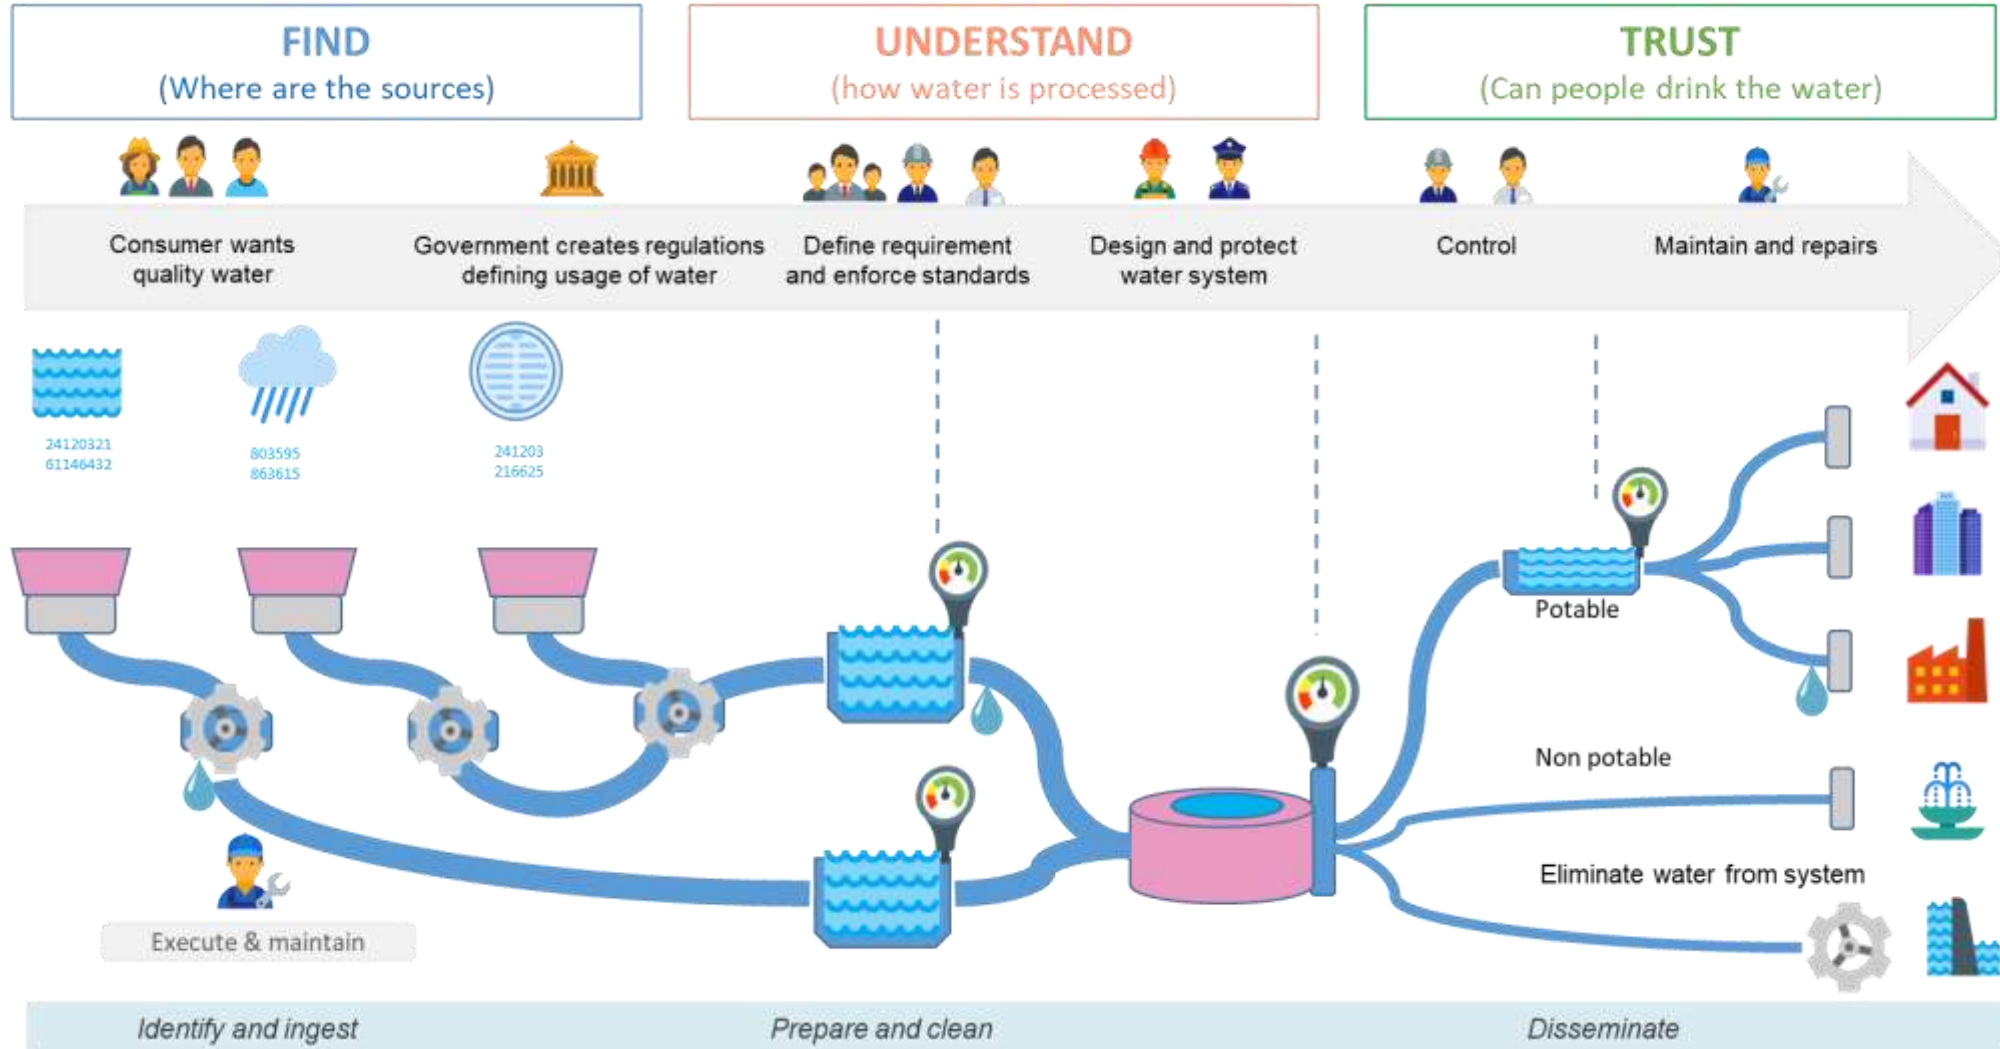 FIND
(Where are the sources)
UNDERSTAND
(how water is processed)
TRUST
(Can people drink the water)
Consumer wants
quality water
Government creates regulations
defining usage of water
Define requirement
and enforce standards
Design and protect
water system
Control
Maintain and repairs
24120321
61146432
803595
863615
241203
216625
Potable
Non potable
Eliminate water from system
Execute & maintain
Identify and ingest
Prepare and clean
Disseminate